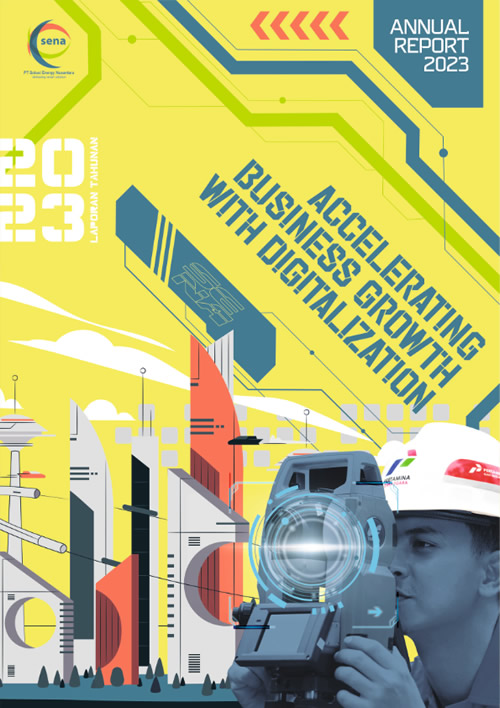 sena
PT Solusi Energy Nusantara
ANNUAL
REPORT
2023
20
23
LAPORAN TAHUNAN
ACCELERATING
BUSINESS GROWTH
WITH DIGITALIZATION
PERTAMINA